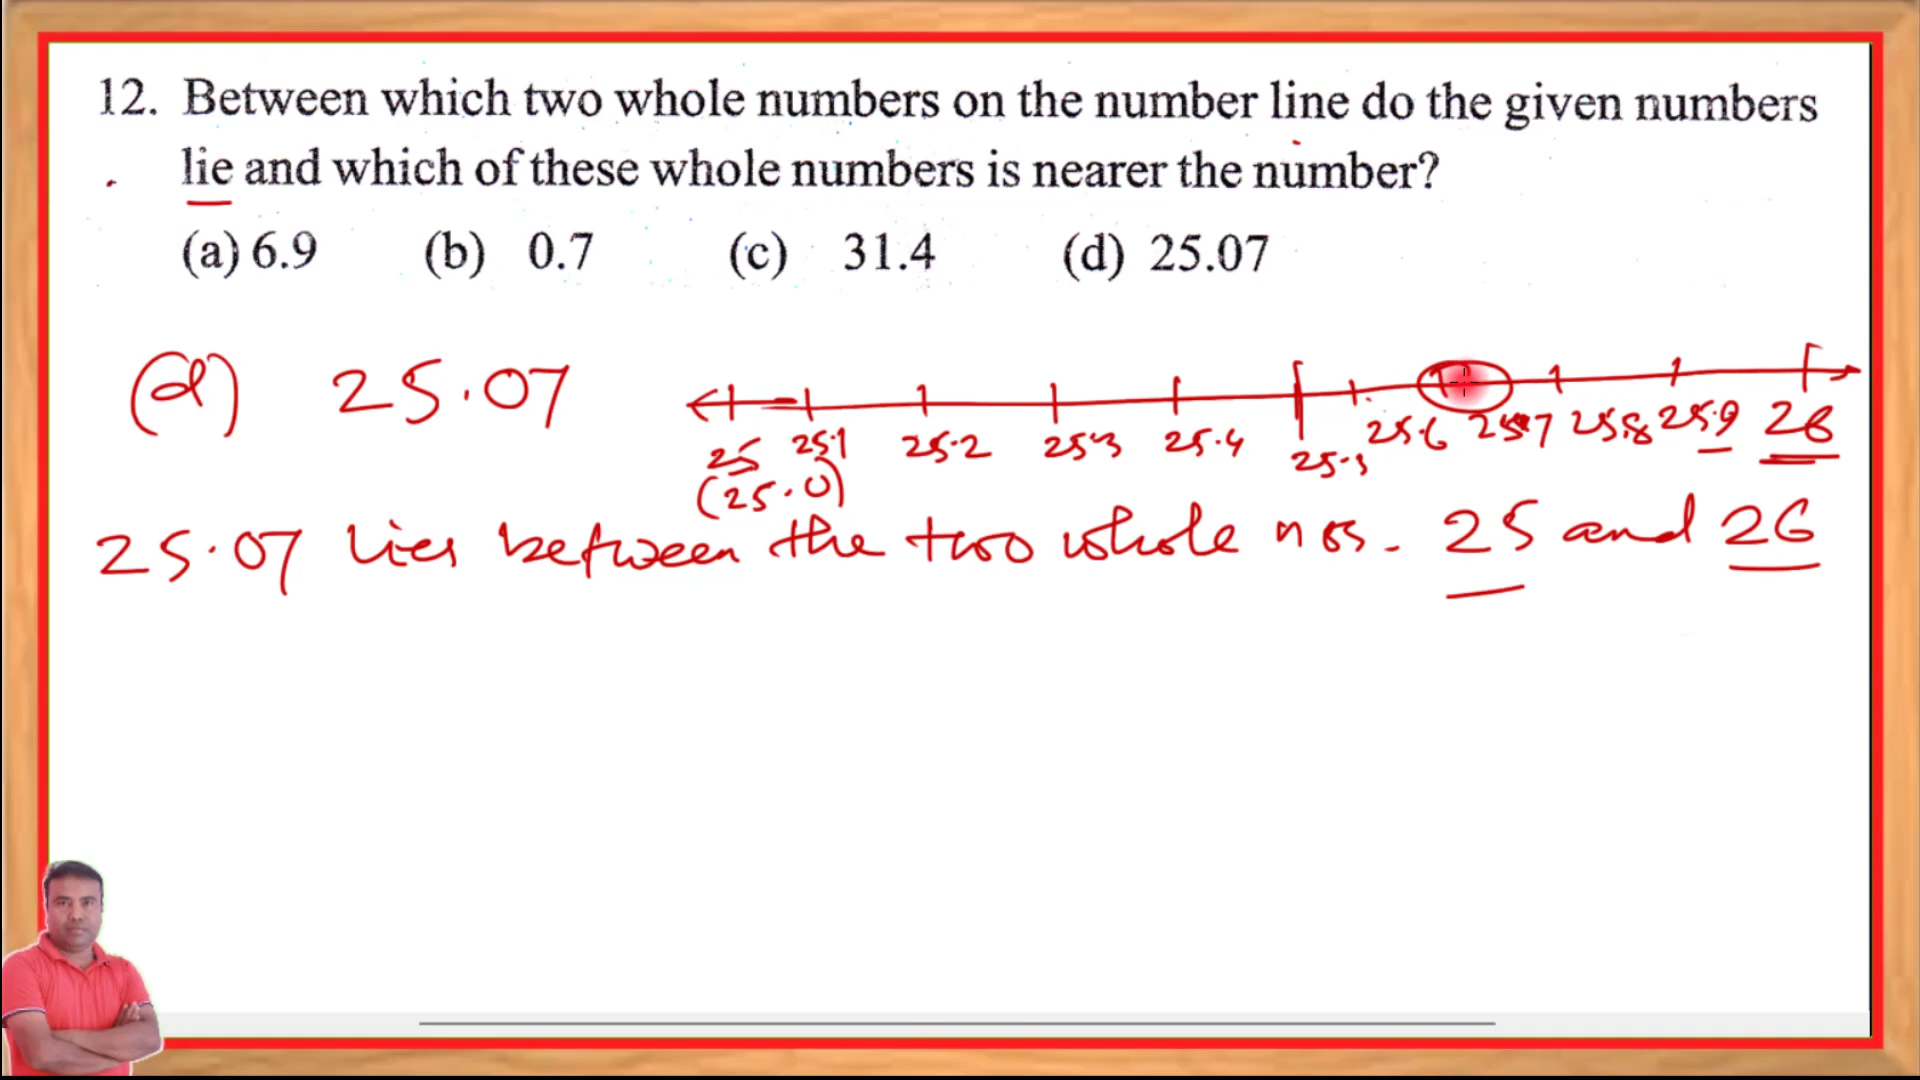 12. Between which two whole numbers on the number line do the given numbers
lie and which of these whole numbers is nearer the number?
(a) 6.9 (b) 0.7 (c) 31.4 (d) 25.07
(d) 25.07
25 25.1 25.2 25.3 25.4 25.5 25.6 25.7 25.8 25.9 26
(25.0)
25.07 lies between the two whole nos. 25 and 26